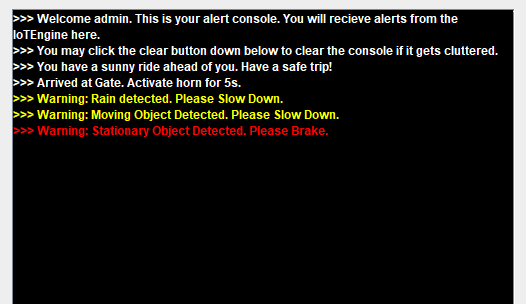 >>> Welcome admin. This is your alert console. You will recieve alerts from the
IoTEngine here.
>>> You may click the clear button down below to clear the console if it gets cluttered.
>>> You have a sunny ride ahead of you. Have a safe trip!
>>> Arrived at Gate. Activate horn for 5s.
>>> Warning: Rain detected. Please Slow Down.
>>> Warning: Moving Object Detected. Please Slow Down.
>>> Warning: Stationary Object Detected. Please Brake.